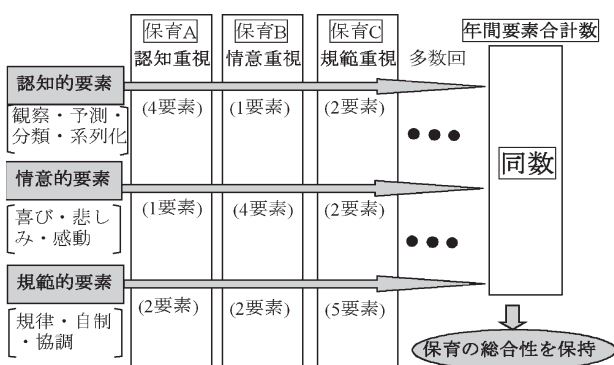 保育A 保育B 保育C 年間要素合計数
認知重視 情意重視 規範重視 多数回
認知的要素
観察・予測・
分類・系列化
(4要素) (1要素) (2要素)
●●●
同数
情意的要素
喜び・悲し
み・感動
(1要素) (4要素) (2要素)
●●●
規範的要素
規律・自制
・協調
(2要素) (2要素) (5要素)
保育の総合性を保持